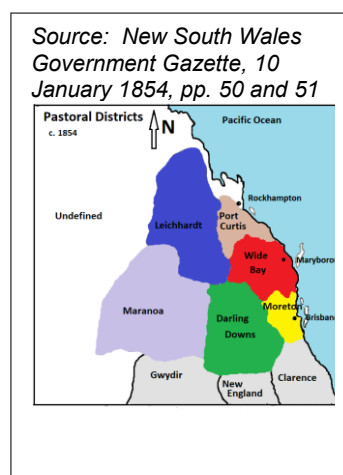 Source: New South Wales
Government Gazette, 10
January 1854, pp. 50 and 51
Pastoral Districts
c. 1854
N
Pacific Ocean
Undefined
Rockhampton
Leichhardt
Port
Curtis
Wide
Bay
Maryboro
Maranoa
Moreton
Darling
Downs
Brisban
Gwydir
New
England
Clarence